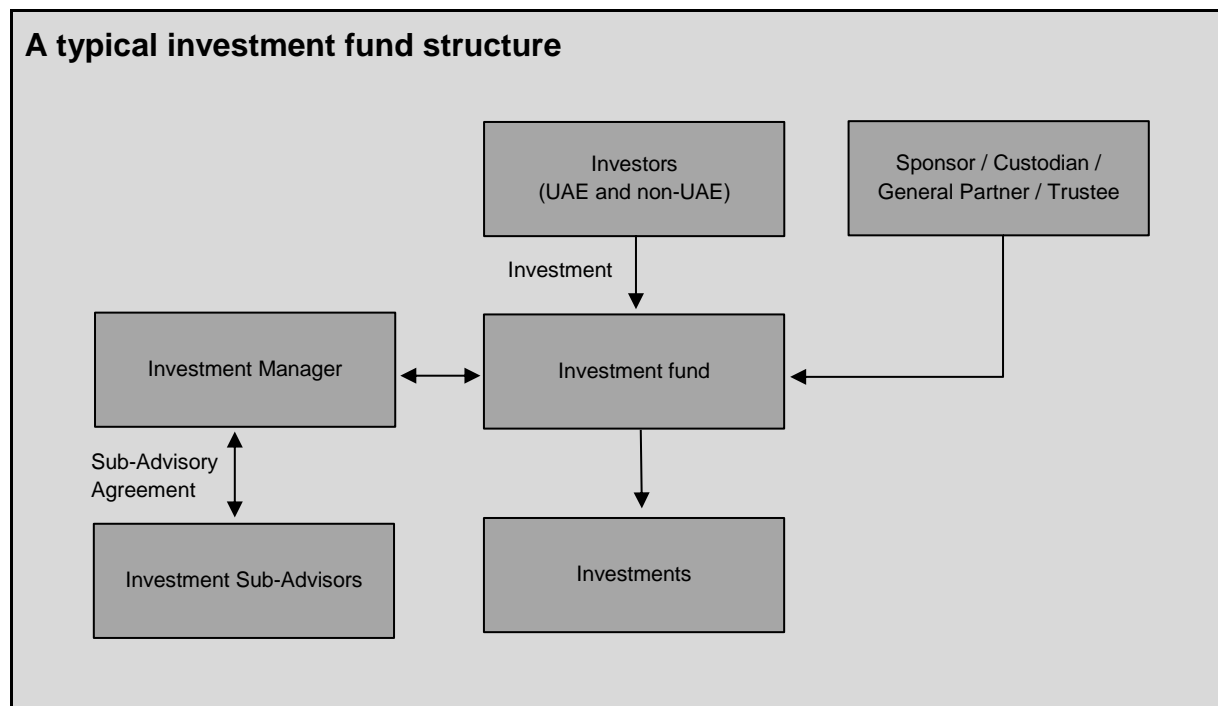 A typical investment fund structure
Investors
(UAE and non-UAE)
Sponsor / Custodian /
General Partner / Trustee
Investment
Investment Manager
Investment fund
Sub-Advisory
Agreement
Investment Sub-Advisors
Investments